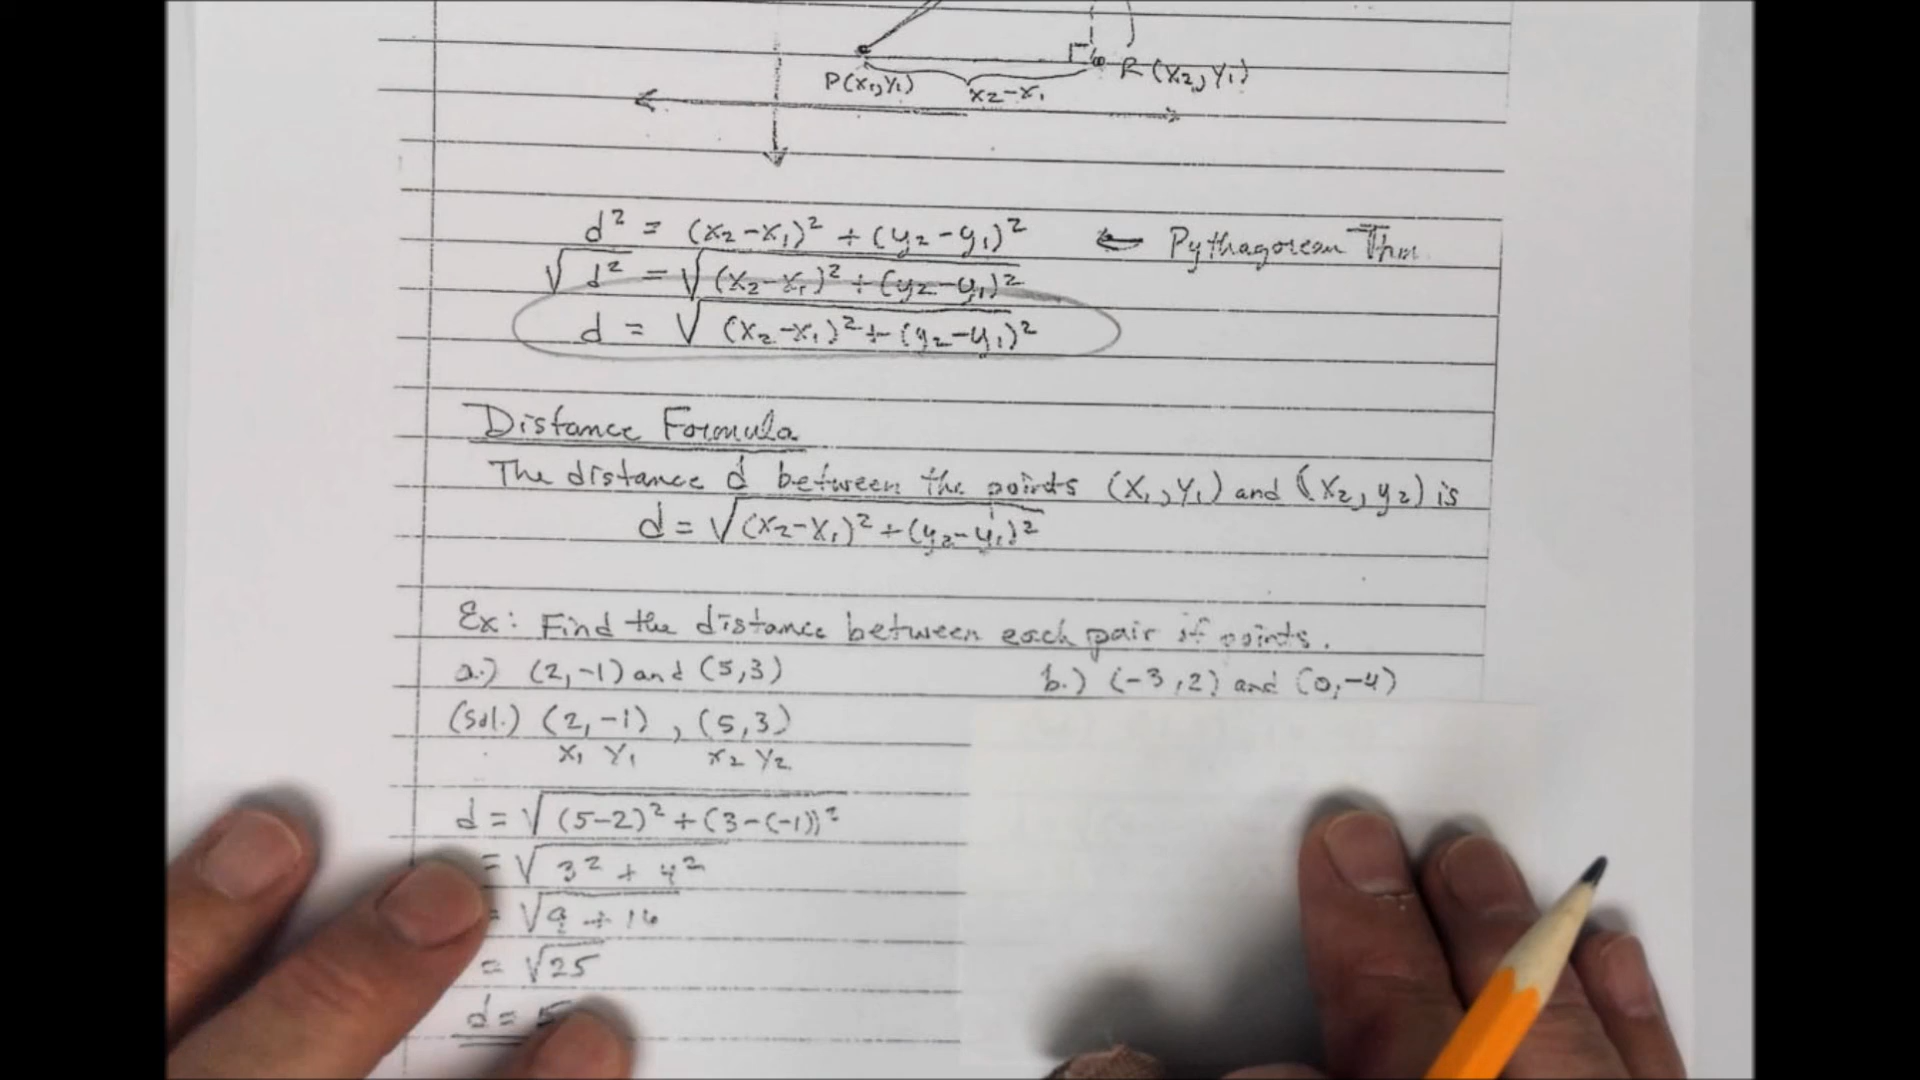 P(x₁,y₁)
x₂-x₁
R(x₂,y₁)
d² = (x₂-x₁)² + (y₂-y₁)² ← Pythagorean Thm
√d² = √(x₂-x₁)² + (y₂-y₁)²
d = √(x₂-x₁)² + (y₂-y₁)²
Distance Formula
The distance d between the points (x₁,y₁) and (x₂,y₂) is
d = √(x₂-x₁)² + (y₂-y₁)²
Ex: Find the distance between each pair of points.
a.) (2,-1) and (5,3)
b.) (-3,2) and (0,-4)
(Sol.) (2,-1), (5,3)
x₁ y₁ x₂ y₂
d = √(5-2)² + (3-(-1))²
= √3² + 4²
= √9 + 16
= √25
d = 5